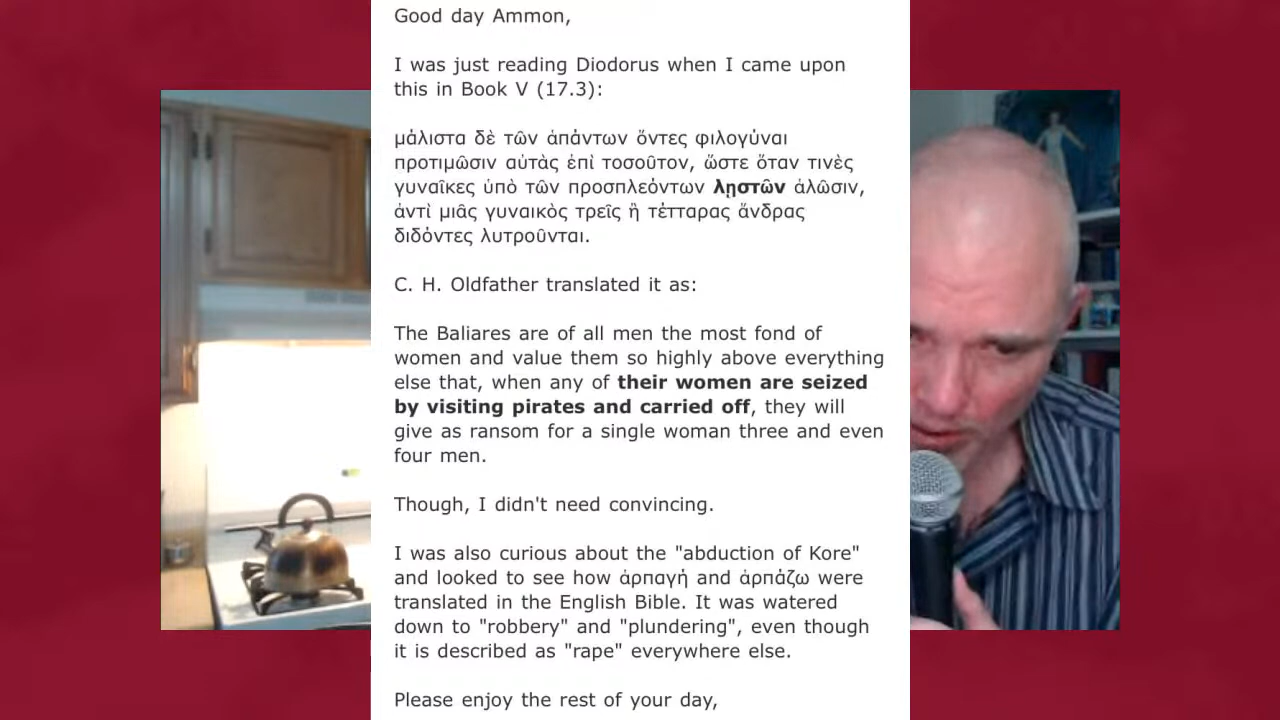 Good day Ammon,
I was just reading Diodorus when I came upon
this in Book V (17.3):
μάλιστα δὲ τῶν ἁπάντων ὄντες φιλογύναι
προτιμῶσιν αὐτὰς ἐπὶ τοσοῦτον, ὥστε ὅταν τινὲς
γυναῖκες ὑπὸ τῶν προσπλεόντων λῃστῶν ἁλῶσιν,
ἀντὶ μιᾶς γυναικὸς τρεῖς ἢ τέτταρας ἄνδρας
διδόντες λυτροῦνται.
C. H. Oldfather translated it as:
The Baliares are of all men the most fond of
women and value them so highly above everything
else that, when any of their women are seized
by visiting pirates and carried off, they will
give as ransom for a single woman three and even
four men.
Though, I didn't need convincing.
I was also curious about the "abduction of Kore"
and looked to see how ἁρπαγή and ἁρπάζω were
translated in the English Bible. It was watered
down to "robbery" and "plundering", even though
it is described as "rape" everywhere else.
Please enjoy the rest of your day,